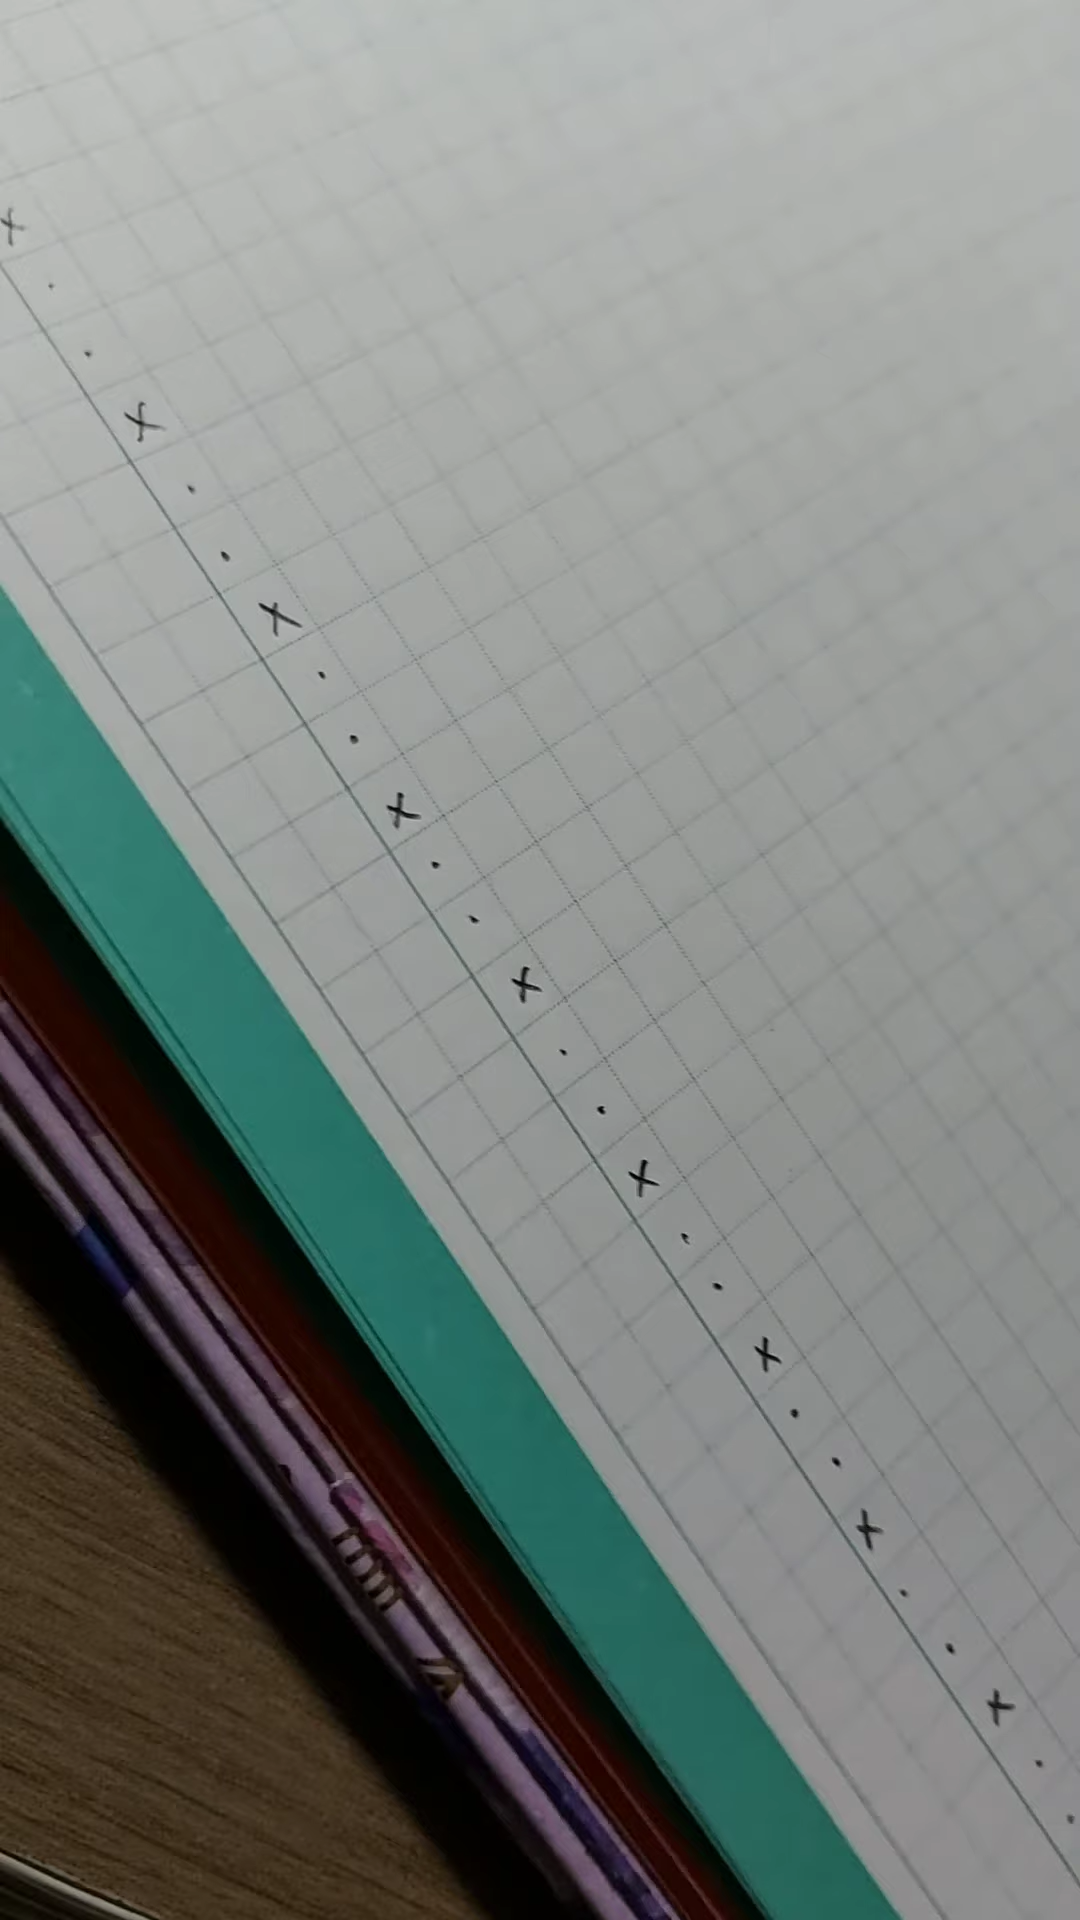 x . . x . . x . . x . . x . . x . . x . . x . . x . .